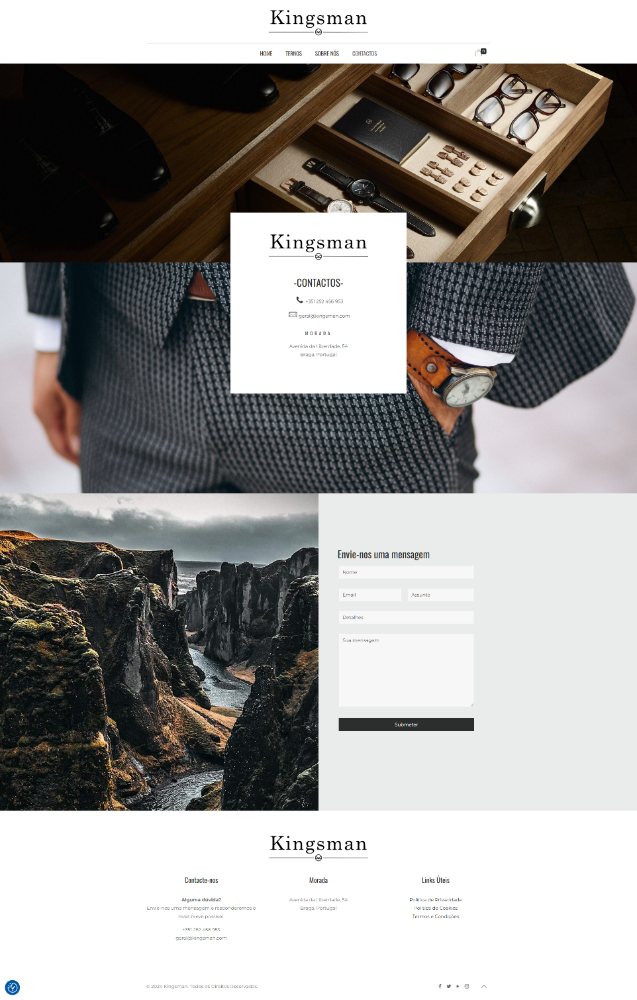 Kingsman
HOME TERNOS SOBRE NÓS CONTACTOS 0
Kingsman
-CONTACTOS-
+351 252 456 953
geral@kingsman.com
MORADA
Avenida da Liberdade, 54
Braga, Portugal
Envie-nos uma mensagem
Nome
Email Assunto
Detalhes
Sua mensagem
Submeter
Kingsman
Contacte-nos
Alguma dúvida?
Envie-nos uma mensagem e responderemos o
mais breve possível
+351 252 456 953
geral@kingsman.com
Morada
Avenida da Liberdade, 54
Braga, Portugal
Links Úteis
Política de Privacidade
Política de Cookies
Termos e Condições
© 2024 Kingsman. Todos os Direitos Reservados.